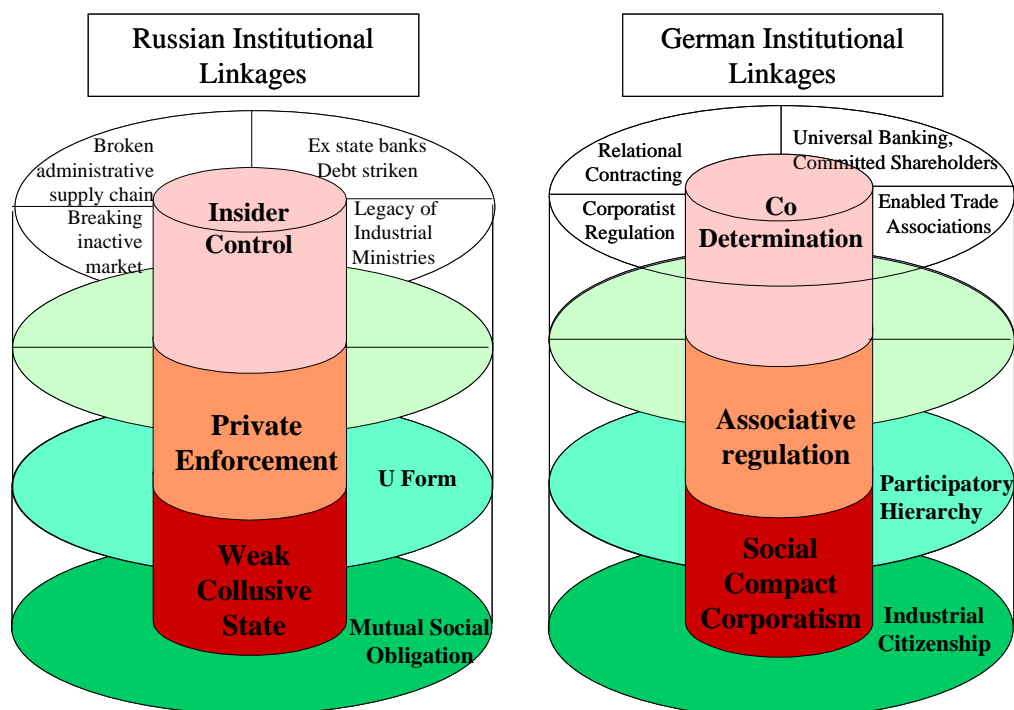 Russian Institutional
Linkages
Broken
administrative
supply chain
Ex state banks
Debt striken
Breaking
inactive
market
Legacy of
Industrial
Ministries
Insider
Control
Private
Enforcement
U Form
Weak
Collusive
State
Mutual Social
Obligation
German Institutional
Linkages
Relational
Contracting
Universal Banking,
Committed Shareholders
Corporatist
Regulation
Enabled Trade
Associations
Co
Determination
Associative
regulation
Participatory
Hierarchy
Social
Compact
Corporatism
Industrial
Citizenship